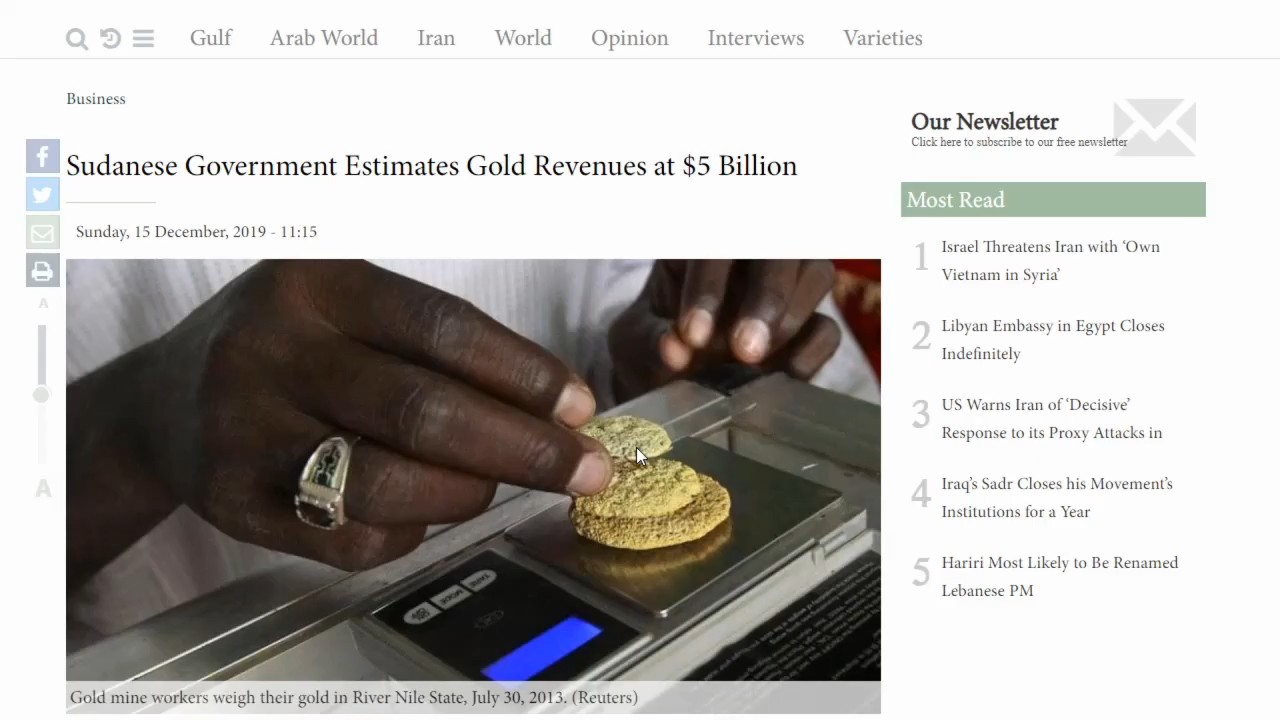 Gulf
Arab World
Iran
World
Opinion
Interviews
Varieties
Business
Sudanese Government Estimates Gold Revenues at $5 Billion
Sunday, 15 December, 2019 - 11:15
A
A
Gold mine workers weigh their gold in River Nile State, July 30, 2013. (Reuters)
Our Newsletter
Click here to subscribe to our free newsletter
Most Read
1 Israel Threatens Iran with ‘Own
Vietnam in Syria’
2 Libyan Embassy in Egypt Closes
Indefinitely
3 US Warns Iran of ‘Decisive’
Response to its Proxy Attacks in
4 Iraq’s Sadr Closes his Movement’s
Institutions for a Year
5 Hariri Most Likely to Be Renamed
Lebanese PM